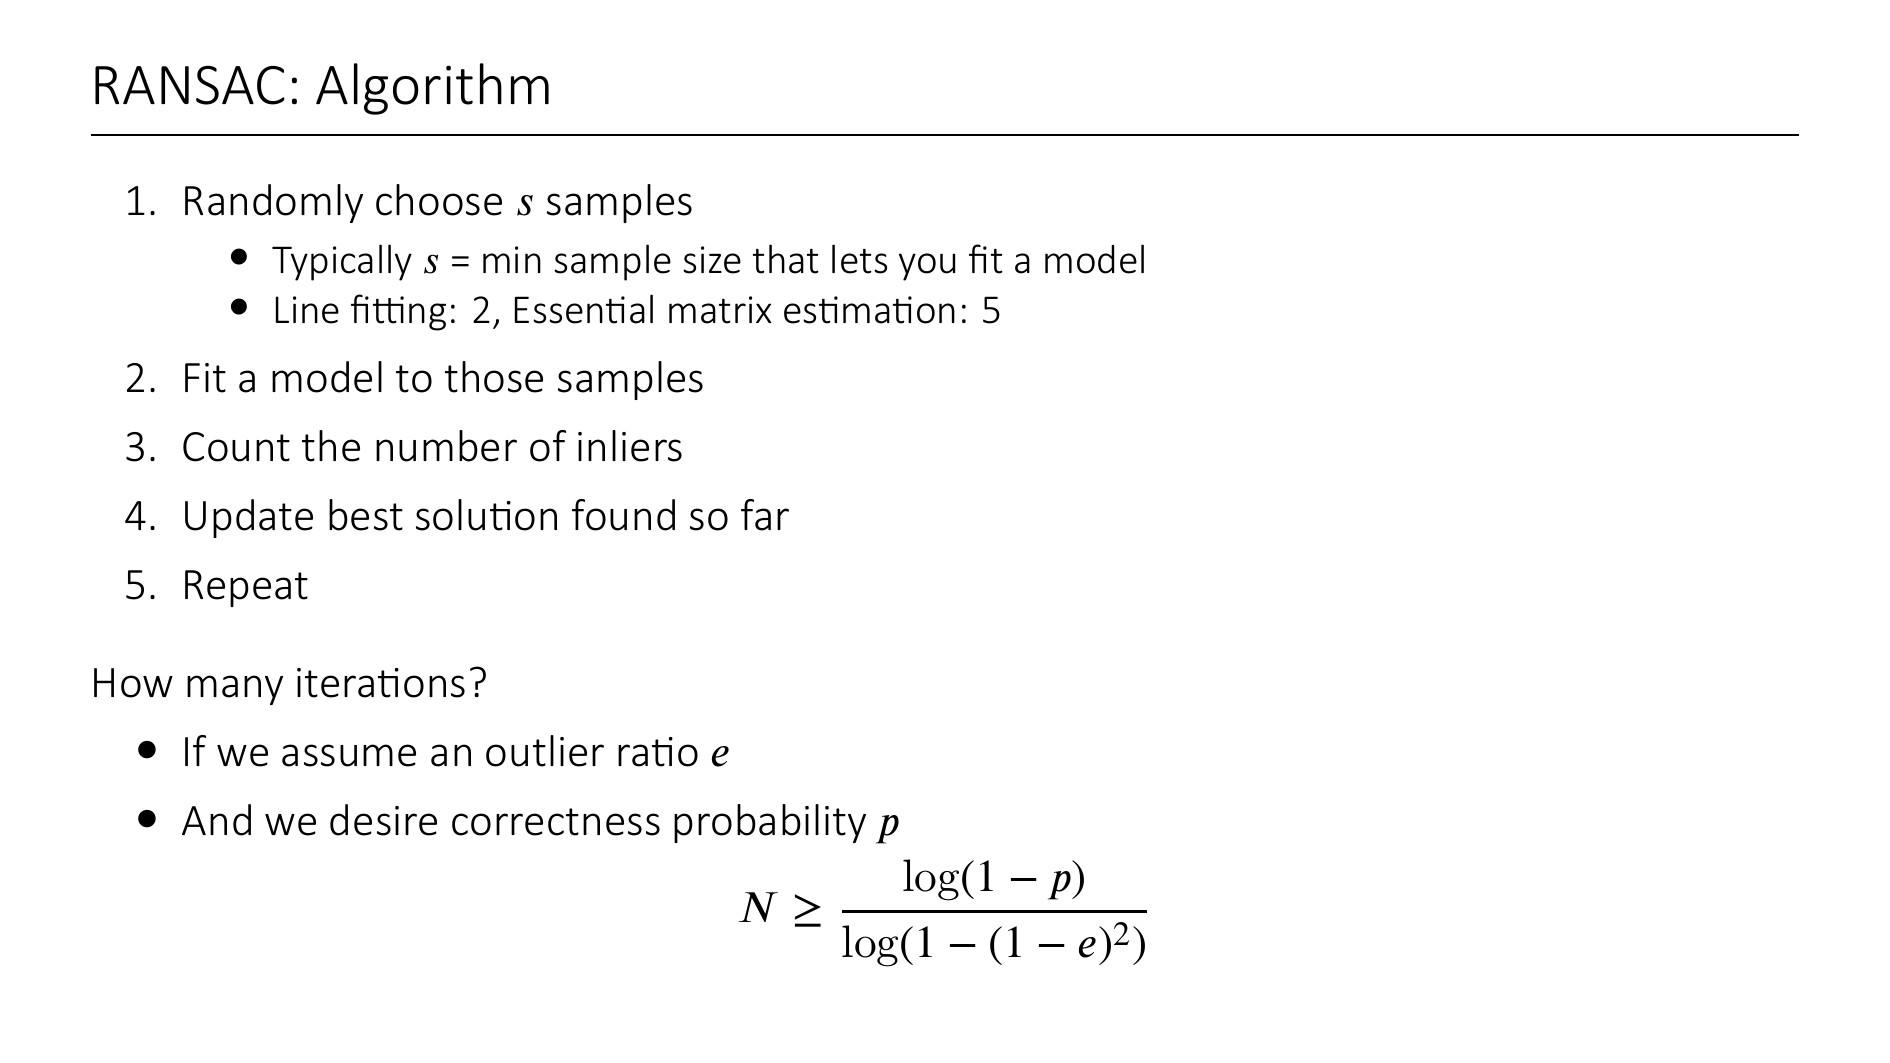 RANSAC: Algorithm
1. Randomly choose s samples
• Typically s = min sample size that lets you fit a model
• Line fitting: 2, Essential matrix estimation: 5
2. Fit a model to those samples
3. Count the number of inliers
4. Update best solution found so far
5. Repeat
How many iterations?
• If we assume an outlier ratio e
• And we desire correctness probability p
N ≥ log(1 − p) / log(1 − (1 − e)²)